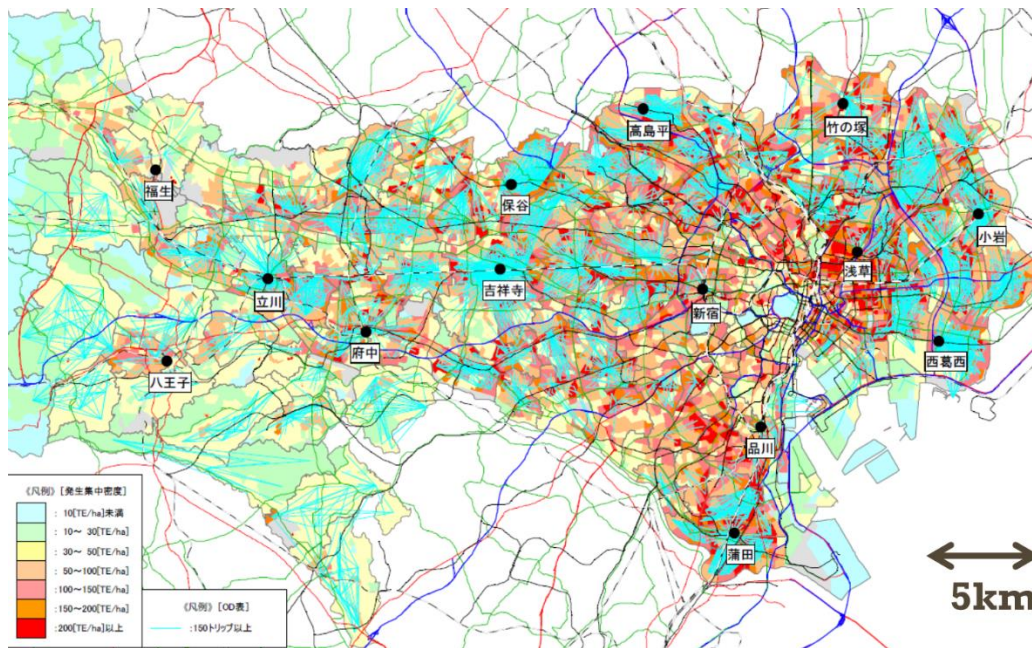 高島平
竹の塚
福生
保谷
小岩
浅草
立川
吉祥寺
新宿
府中
西葛西
八王子
品川
蒲田
5km
《凡例》[発生集中密度]
: 10[TE/ha]未満
: 10～ 30[TE/ha]
: 30～ 50[TE/ha]
: 50～100[TE/ha]
:100～150[TE/ha]
:150～200[TE/ha]
:200[TE/ha]以上
《凡例》[OD表]
:150トリップ以上